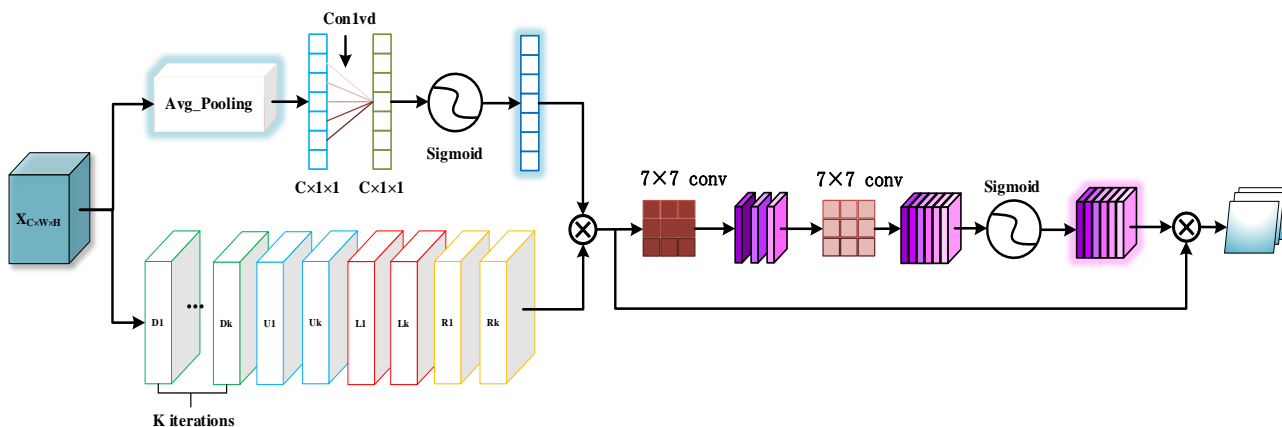 Con1vd
Avg_Pooling
Sigmoid
C×1×1
C×1×1
X C×W×H
7×7 conv
7×7 conv
Sigmoid
D1
...
Dk
U1
Uk
L1
Lk
R1
Rk
K iterations